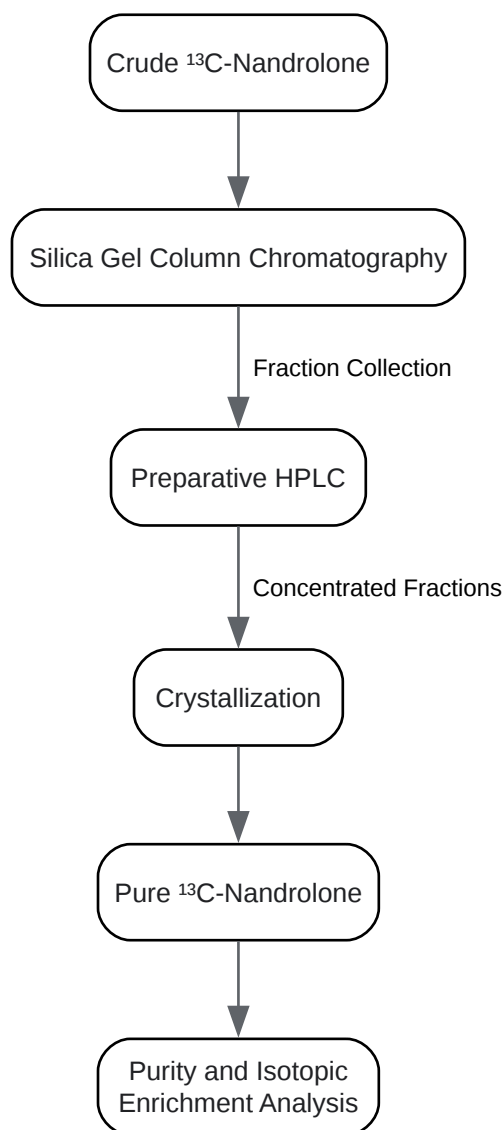 Crude ¹³C-Nandrolone
Silica Gel Column Chromatography
Fraction Collection
Preparative HPLC
Concentrated Fractions
Crystallization
Pure ¹³C-Nandrolone
Purity and Isotopic
Enrichment Analysis